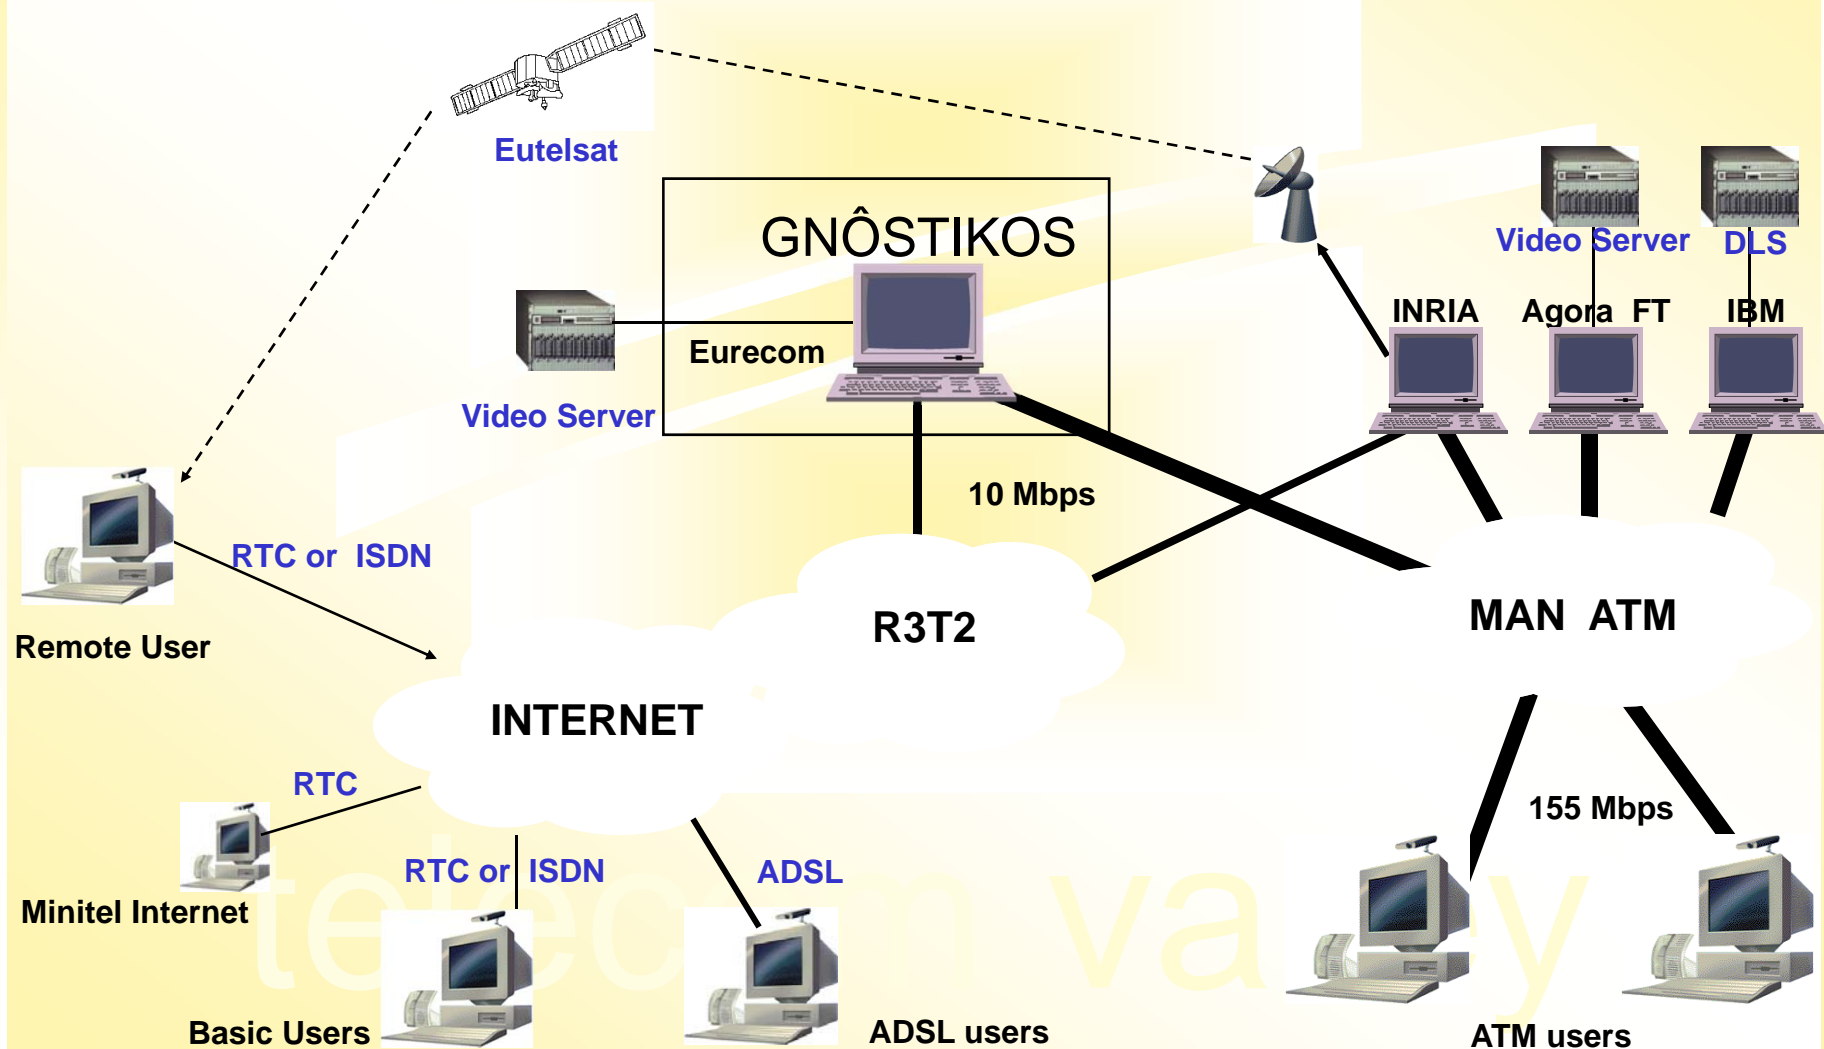 Eutelsat
GNÔSTIKOS
Video Server
DLS
INRIA
Agora FT
IBM
Eurecom
Video Server
10 Mbps
RTC or ISDN
R3T2
MAN ATM
Remote User
INTERNET
RTC
155 Mbps
RTC or ISDN
ADSL
Minitel Internet
telecom valley
Basic Users
ADSL users
ATM users